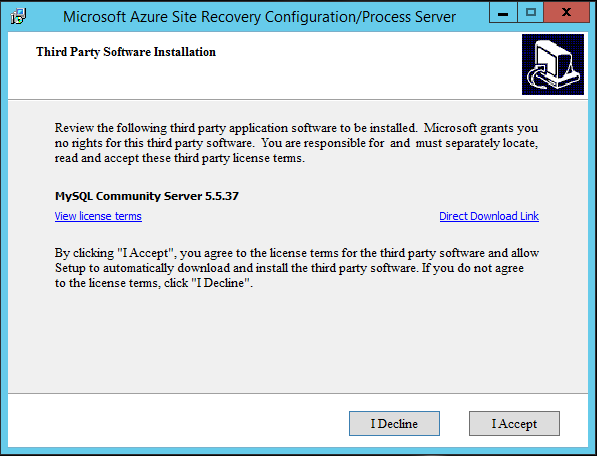 Microsoft Azure Site Recovery Configuration/Process Server
Third Party Software Installation
Review the following third party application software to be installed. Microsoft grants you
no rights for this third party software. You are responsible for and must separately locate,
read and accept these third party license terms.
MySQL Community Server 5.5.37
View license terms
Direct Download Link
By clicking "I Accept", you agree to the license terms for the third party software and allow
Setup to automatically download and install the third party software. If you do not agree
to the license terms, click "I Decline".
I Decline
I Accept